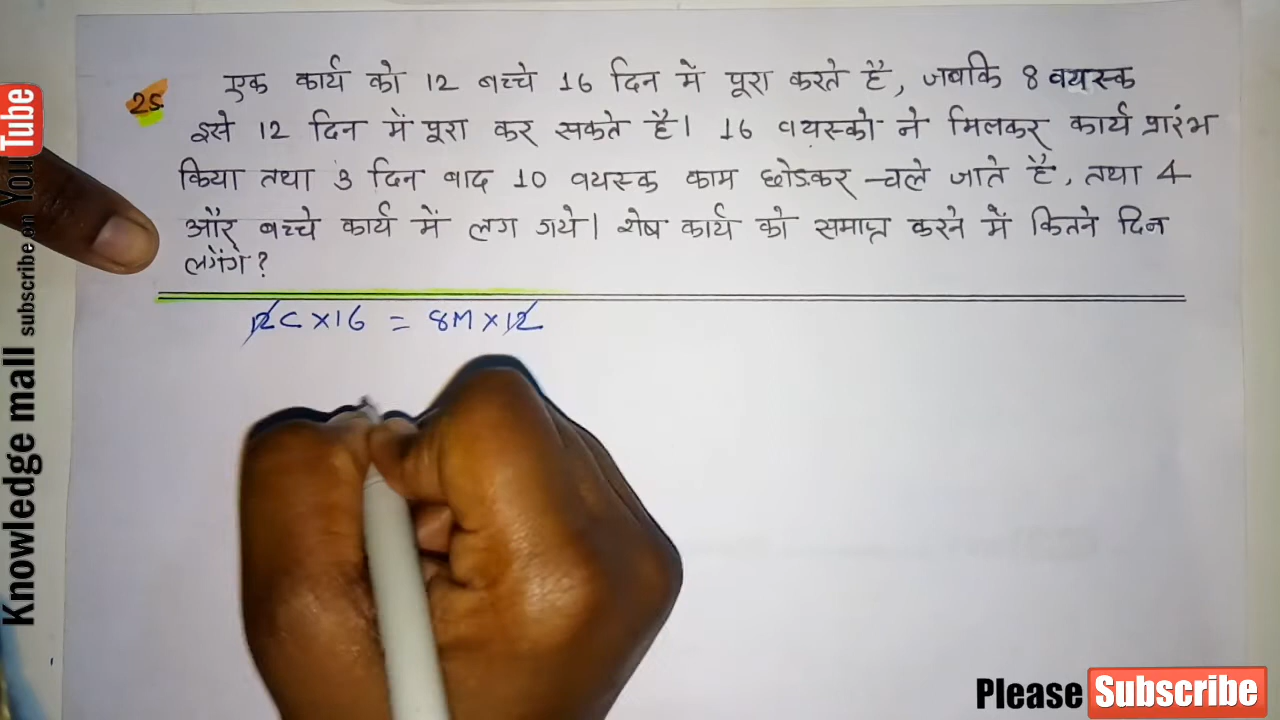 25.
एक कार्य को 12 बच्चे 16 दिन में पूरा करते है, जबकि 8 वयस्क
इसे 12 दिन में पूरा कर सकते है। 16 वयस्को ने मिलकर कार्य प्रारंभ
किया तथा 3 दिन बाद 10 वयस्क काम छोडकर चले जाते है, तथा 4
और बच्चे कार्य में लग गये। शेष कार्य को समाप्त करने में कितने दिन
लगेंगे?
12C×16 = 8M×12
Knowledge mall subscribe on YouTube
Please Subscribe